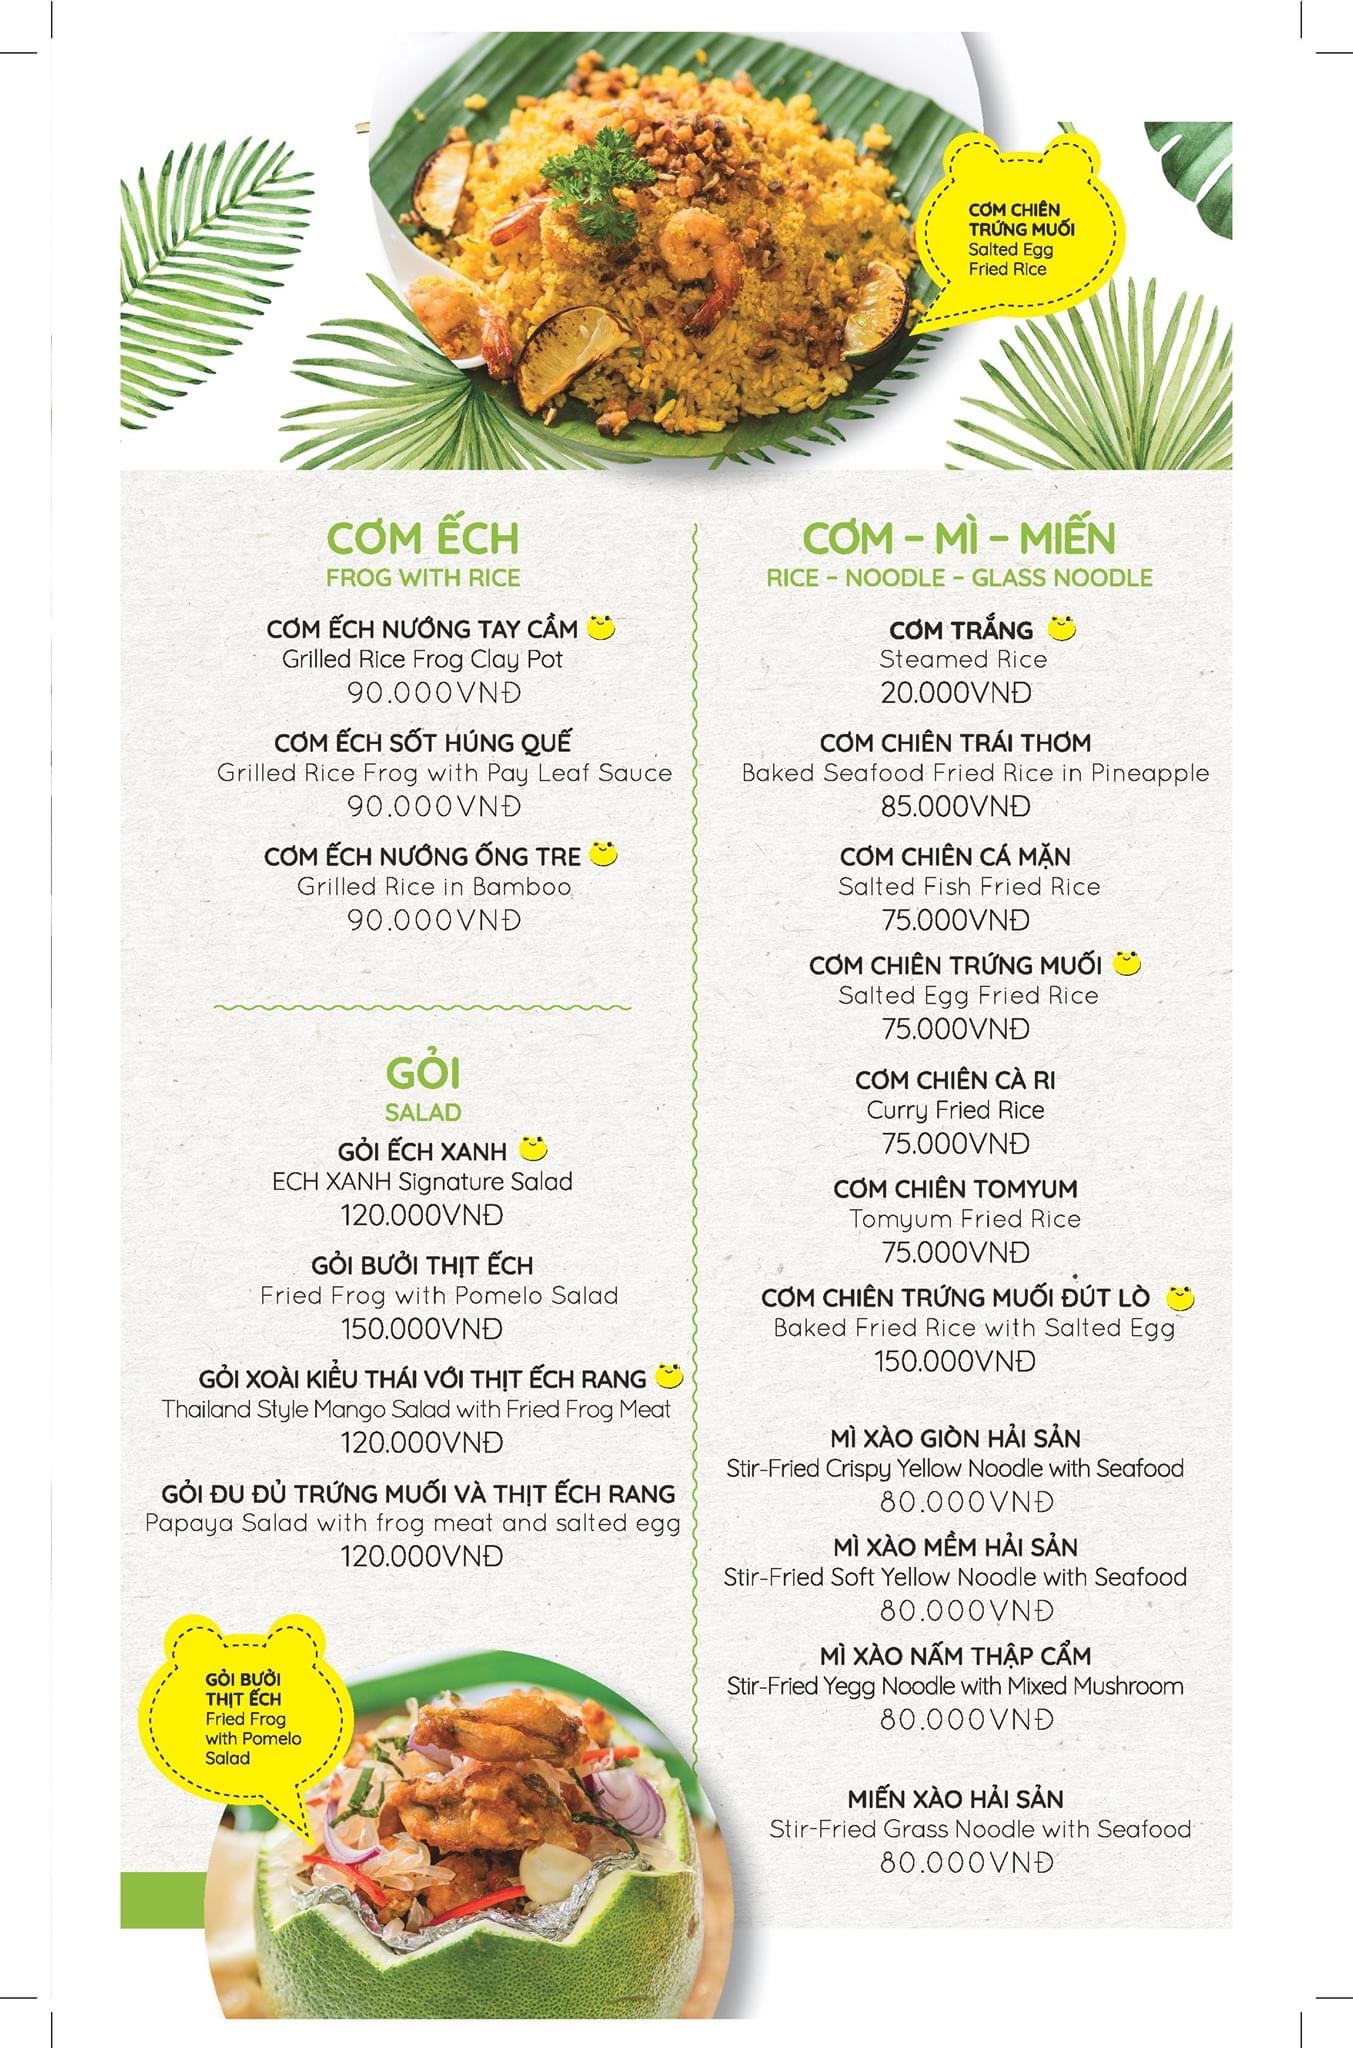 CƠM CHIÊN
TRỨNG MUỐI
Salted Egg
Fried Rice
CƠM ẾCH
FROG WITH RICE
CƠM ẾCH NƯỚNG TAY CẦM
Grilled Rice Frog Clay Pot
90.000VNĐ
CƠM ẾCH SỐT HÚNG QUẾ
Grilled Rice Frog with Pay Leaf Sauce
90.000VNĐ
CƠM ẾCH NƯỚNG ỐNG TRE
Grilled Rice in Bamboo
90.000VNĐ
GỎI
SALAD
GỎI ẾCH XANH
ECH XANH Signature Salad
120.000VNĐ
GỎI BƯỞI THỊT ẾCH
Fried Frog with Pomelo Salad
150.000VNĐ
GỎI XOÀI KIỂU THÁI VỚI THỊT ẾCH RANG
Thailand Style Mango Salad with Fried Frog Meat
120.000VNĐ
GỎI ĐU ĐỦ TRỨNG MUỐI VÀ THỊT ẾCH RANG
Papaya Salad with frog meat and salted egg
120.000VNĐ
GỎI BƯỞI
THỊT ẾCH
Fried Frog
with Pomelo
Salad
CƠM – MÌ – MIẾN
RICE – NOODLE – GLASS NOODLE
CƠM TRẮNG
Steamed Rice
20.000VNĐ
CƠM CHIÊN TRÁI THƠM
Baked Seafood Fried Rice in Pineapple
85.000VNĐ
CƠM CHIÊN CÁ MẶN
Salted Fish Fried Rice
75.000VNĐ
CƠM CHIÊN TRỨNG MUỐI
Salted Egg Fried Rice
75.000VNĐ
CƠM CHIÊN CÀ RI
Curry Fried Rice
75.000VNĐ
CƠM CHIÊN TOMYUM
Tomyum Fried Rice
75.000VNĐ
CƠM CHIÊN TRỨNG MUỐI ĐÚT LÒ
Baked Fried Rice with Salted Egg
150.000VNĐ
MÌ XÀO GIÒN HẢI SẢN
Stir-Fried Crispy Yellow Noodle with Seafood
80.000VNĐ
MÌ XÀO MỀM HẢI SẢN
Stir-Fried Soft Yellow Noodle with Seafood
80.000VNĐ
MÌ XÀO NẤM THẬP CẨM
Stir-Fried Yegg Noodle with Mixed Mushroom
80.000VNĐ
MIẾN XÀO HẢI SẢN
Stir-Fried Grass Noodle with Seafood
80.000VNĐ